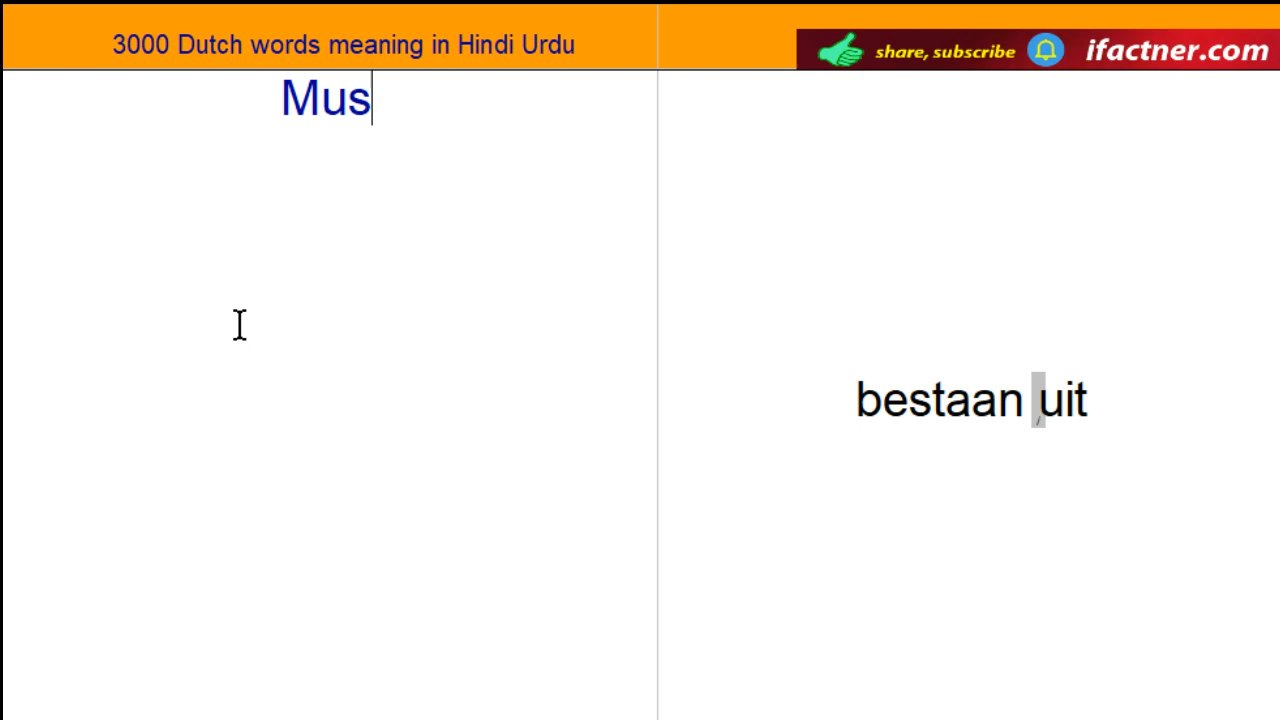 3000 Dutch words meaning in Hindi Urdu
share, subscribe ifactner.com
Mus
bestaan uit